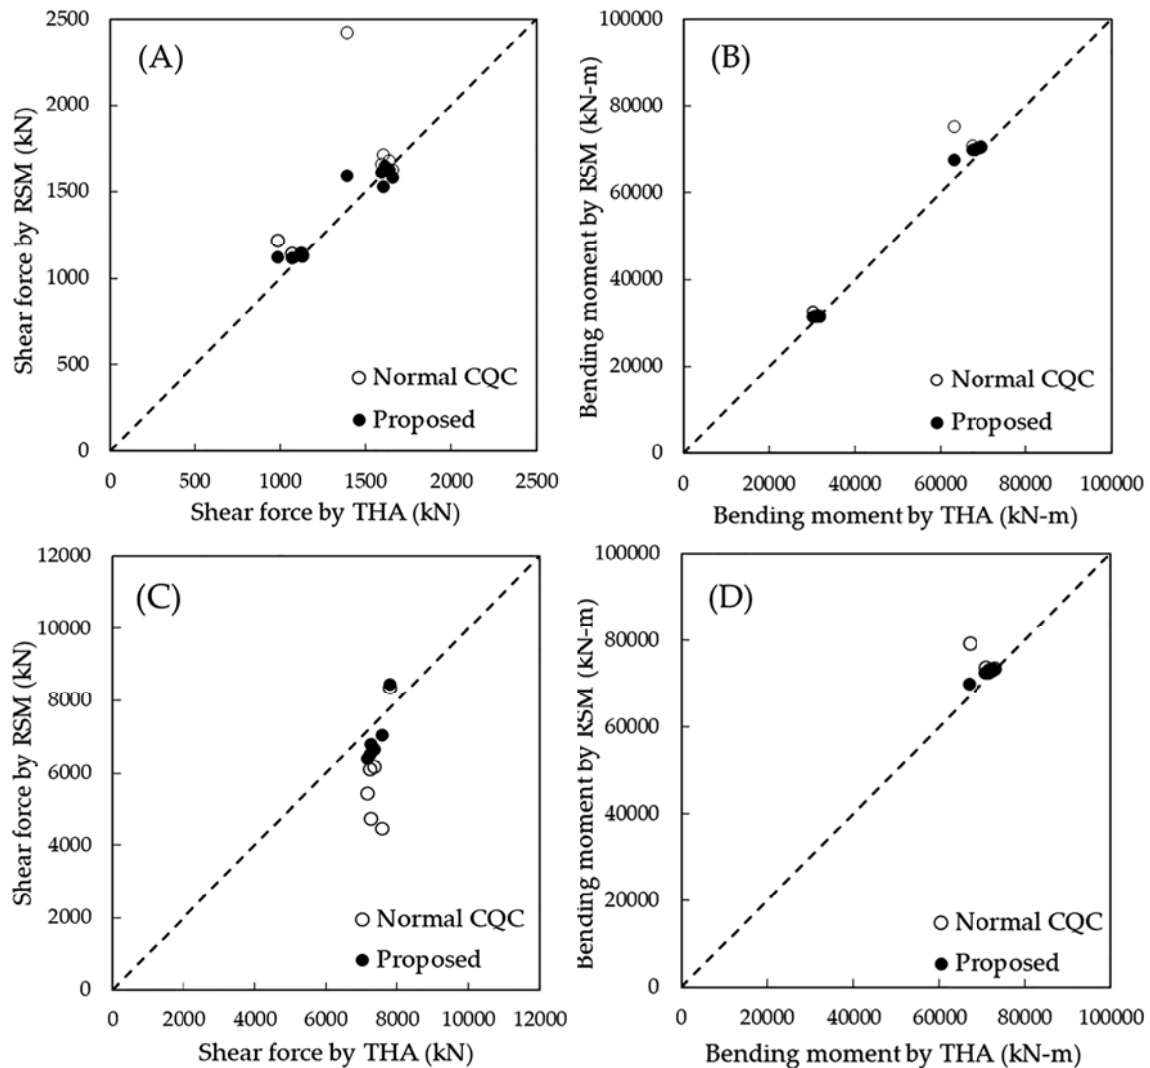 (A)
Shear force by RSM (kN)
2500
2000
1500
1000
500
0
Normal CQC
Proposed
0 500 1000 1500 2000 2500
Shear force by THA (kN)
(B)
Bending moment by RSM (kN-m)
100000
80000
60000
40000
20000
0
Normal CQC
Proposed
0 20000 40000 60000 80000 100000
Bending moment by THA (kN-m)
(C)
Shear force by RSM (kN)
12000
10000
8000
6000
4000
2000
0
Normal CQC
Proposed
0 2000 4000 6000 8000 10000 12000
Shear force by THA (kN)
(D)
Bending moment by RSM (kN-m)
100000
80000
60000
40000
20000
0
Normal CQC
Proposed
0 20000 40000 60000 80000 100000
Bending moment by THA (kN-m)